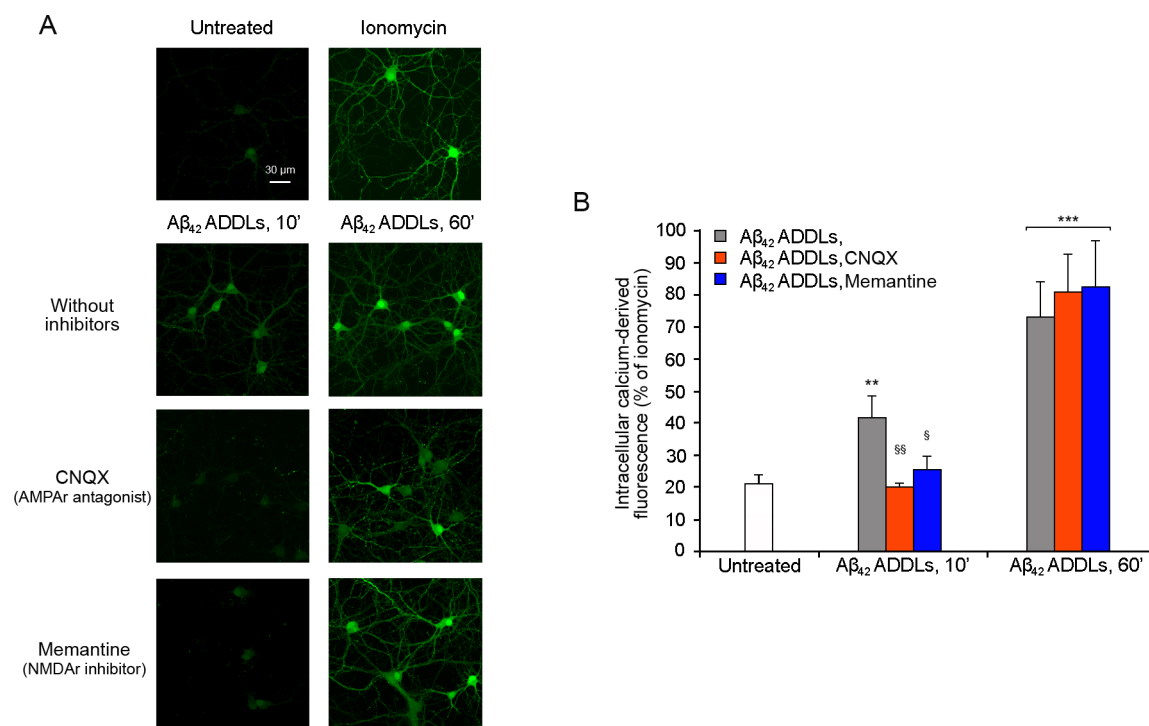 A
Untreated
Ionomycin
30 µm
Aβ₄₂ ADDLs, 10’
Aβ₄₂ ADDLs, 60’
Without
inhibitors
CNQX
(AMPAr antagonist)
Memantine
(NMDAr inhibitor)
B
Intracellular calcium-derived
fluorescence (% of ionomycin)
100
90
80
70
60
50
40
30
20
10
0
Aβ₄₂ ADDLs,
Aβ₄₂ ADDLs, CNQX
Aβ₄₂ ADDLs, Memantine
**
§§
§
***
Untreated
Aβ₄₂ ADDLs, 10’
Aβ₄₂ ADDLs, 60’